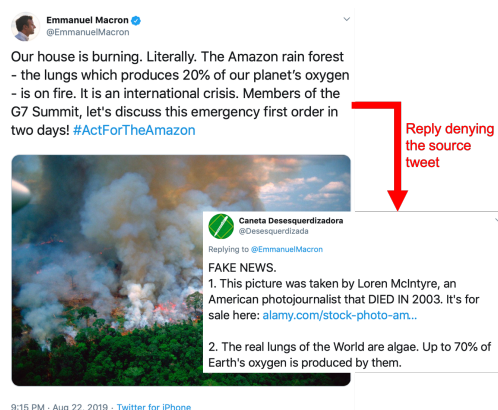 Emmanuel Macron
@EmmanuelMacron
Our house is burning. Literally. The Amazon rain forest
- the lungs which produces 20% of our planet's oxygen
- is on fire. It is an international crisis. Members of the
G7 Summit, let's discuss this emergency first order in
two days! #ActForTheAmazon
Reply denying
the source
tweet
Caneta Desesquerdizadora
@Desesquerdizada
Replying to @EmmanuelMacron
FAKE NEWS.
1. This picture was taken by Loren McIntyre, an
American photojournalist that DIED IN 2003. It's for
sale here: alamy.com/stock-photo-am...
2. The real lungs of the World are algae. Up to 70% of
Earth's oxygen is produced by them.
9:15 PM · Aug 22, 2019 · Twitter for iPhone